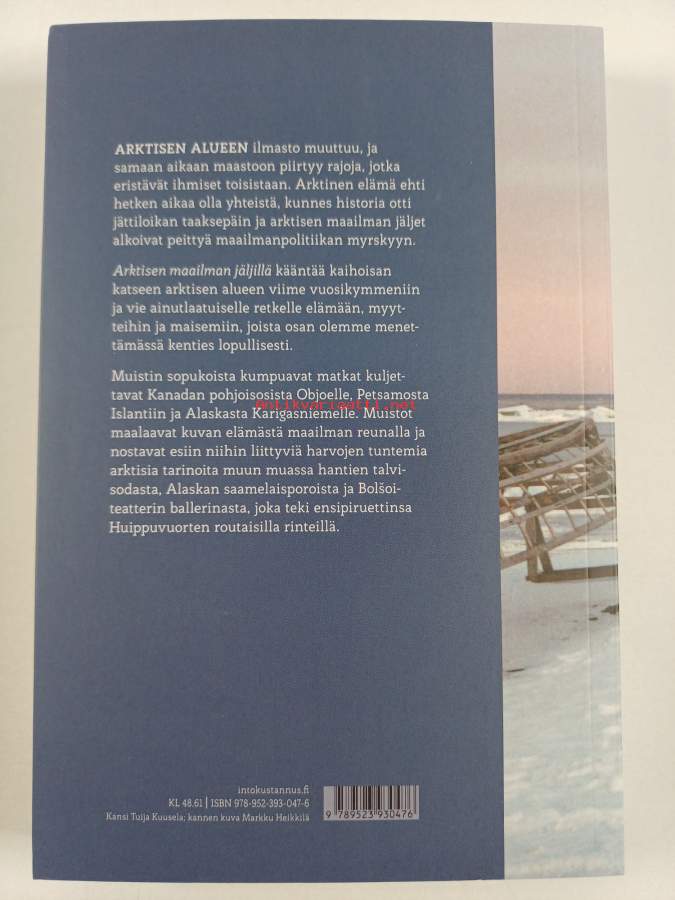 ARKTISEN ALUEEN ilmasto muuttuu, ja
samaan aikaan maastoon piirtyy rajoja, jotka
eristävät ihmiset toisistaan. Arktinen elämä ehti
hetken aikaa olla yhteistä, kunnes historia otti
jättiloikan taaksepäin ja arktisen maailman jäljet
alkoivat peittyä maailmanpolitiikan myrskyyn.
Arktisen maailman jäljillä kääntää kaihoisan
katseen arktisen alueen viime vuosikymmeniin
ja vie ainutlaatuiselle retkelle elämään, myyt-
teihin ja maisemiin, joista osan olemme menet-
tämässä kenties lopullisesti.
Muistin sopukoista kumpuavat matkat kuljet-
tavat Kanadan pohjoisosista Objoelle, Petsamosta
Antikvariaatti.net
Islantiin ja Alaskasta Karigasniemelle. Muistot
maalaavat kuvan elämästä maailman reunalla ja
nostavat esiin niihin liittyviä harvojen tuntemia
arktisia tarinoita muun muassa hantien talvi-
sodasta, Alaskan saamelaisporoista ja Bolšoi-
teatterin ballerinasta, joka teki ensipiruettinsa
Huippuvuorten routaisilla rinteillä.
intokustannus.fi
KL 48.61 | ISBN 978-952-393-047-6
Kansi Tuija Kuusela; kannen kuva Markku Heikkilä
9 789523 930476